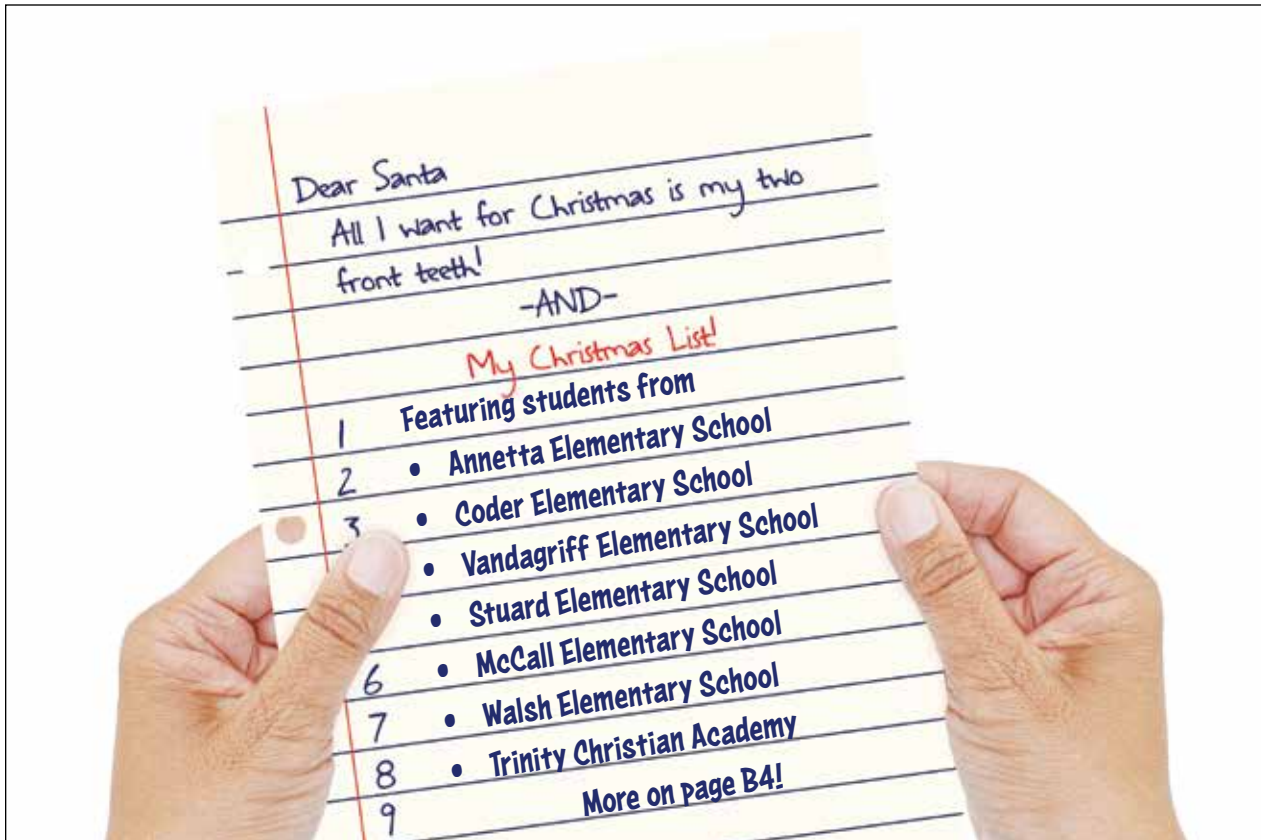 Dear Santa
All I want for Christmas is my two
front teeth!
-AND-
My Christmas List!
1 Featuring students from
2 • Annetta Elementary School
3 • Coder Elementary School
• Vandagriff Elementary School
• Stuard Elementary School
6 • McCall Elementary School
7 • Walsh Elementary School
8 • Trinity Christian Academy
9 More on page B4!